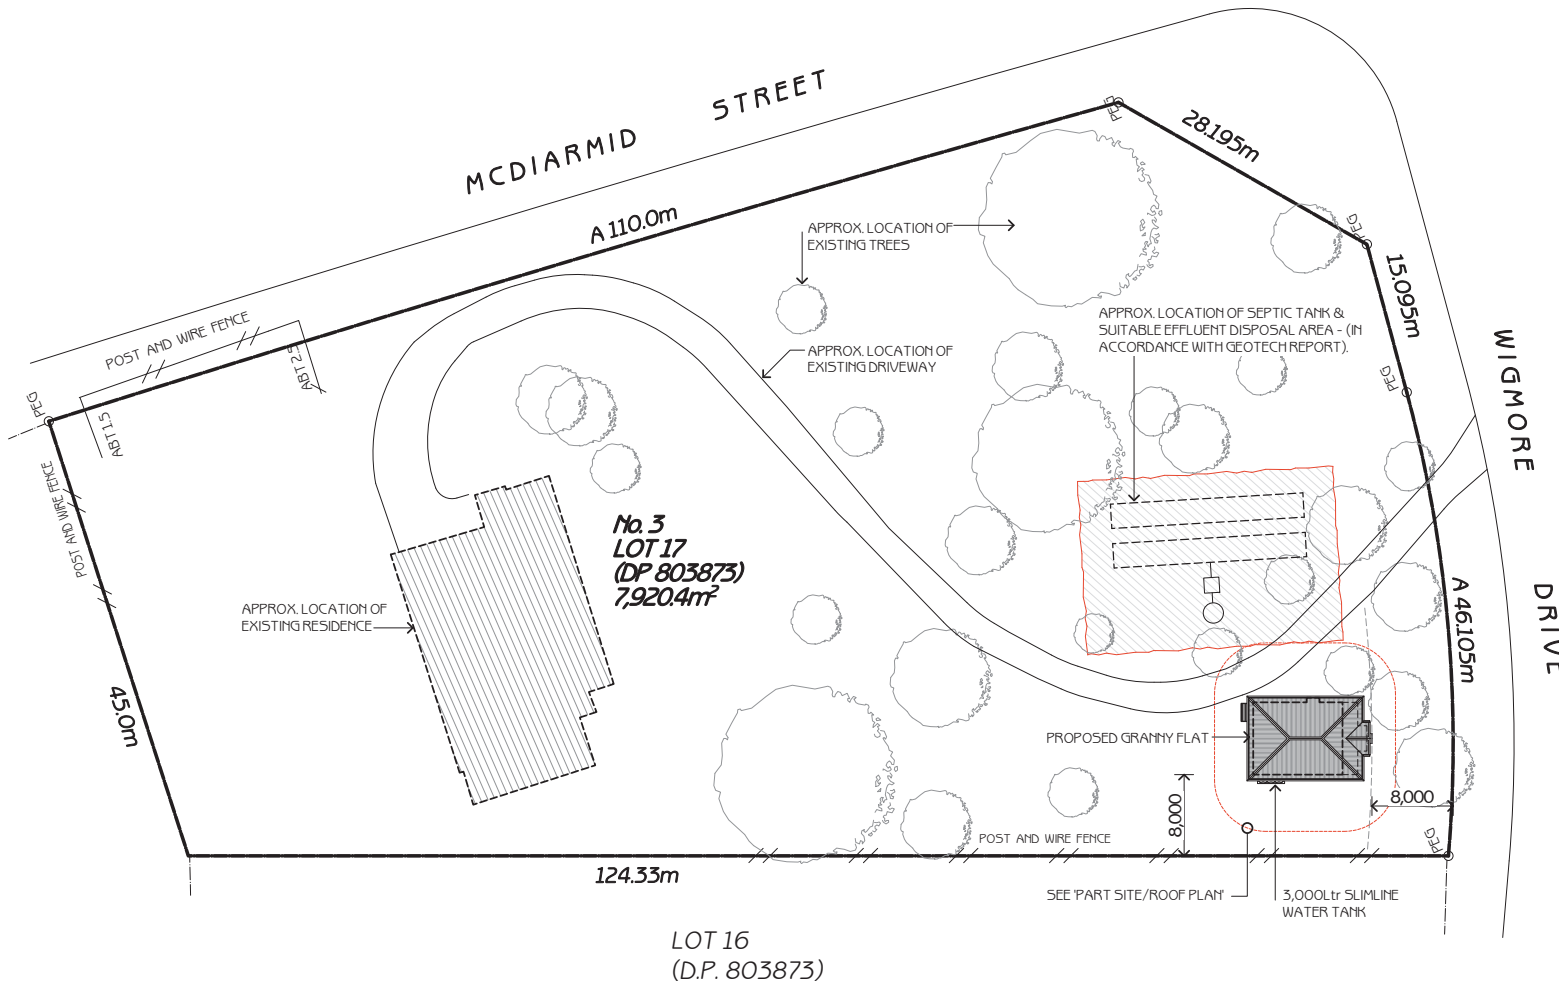 MCDIARMID STREET
PEG
28.195m
A 110.0m
APPROX. LOCATION OF
EXISTING TREES
PEG
15.095m
POST AND WIRE FENCE
ABT 2.5
APPROX. LOCATION OF SEPTIC TANK &
SUITABLE EFFLUENT DISPOSAL AREA - (IN
ACCORDANCE WITH GEOTECH REPORT).
APPROX. LOCATION OF
EXISTING DRIVEWAY
WIGMORE DRIVE
PEG
PEG
ABT 1.5
POST AND WIRE FENCE
No. 3
LOT 17
(DP 803873)
7,920.4m²
APPROX. LOCATION OF
EXISTING RESIDENCE
A 46.105m
45.0m
PROPOSED GRANNY FLAT
8,000
8,000
POST AND WIRE FENCE
PEG
124.33m
SEE 'PART SITE/ROOF PLAN'
3,000Ltr SLIMLINE
WATER TANK
LOT 16
(D.P. 803873)